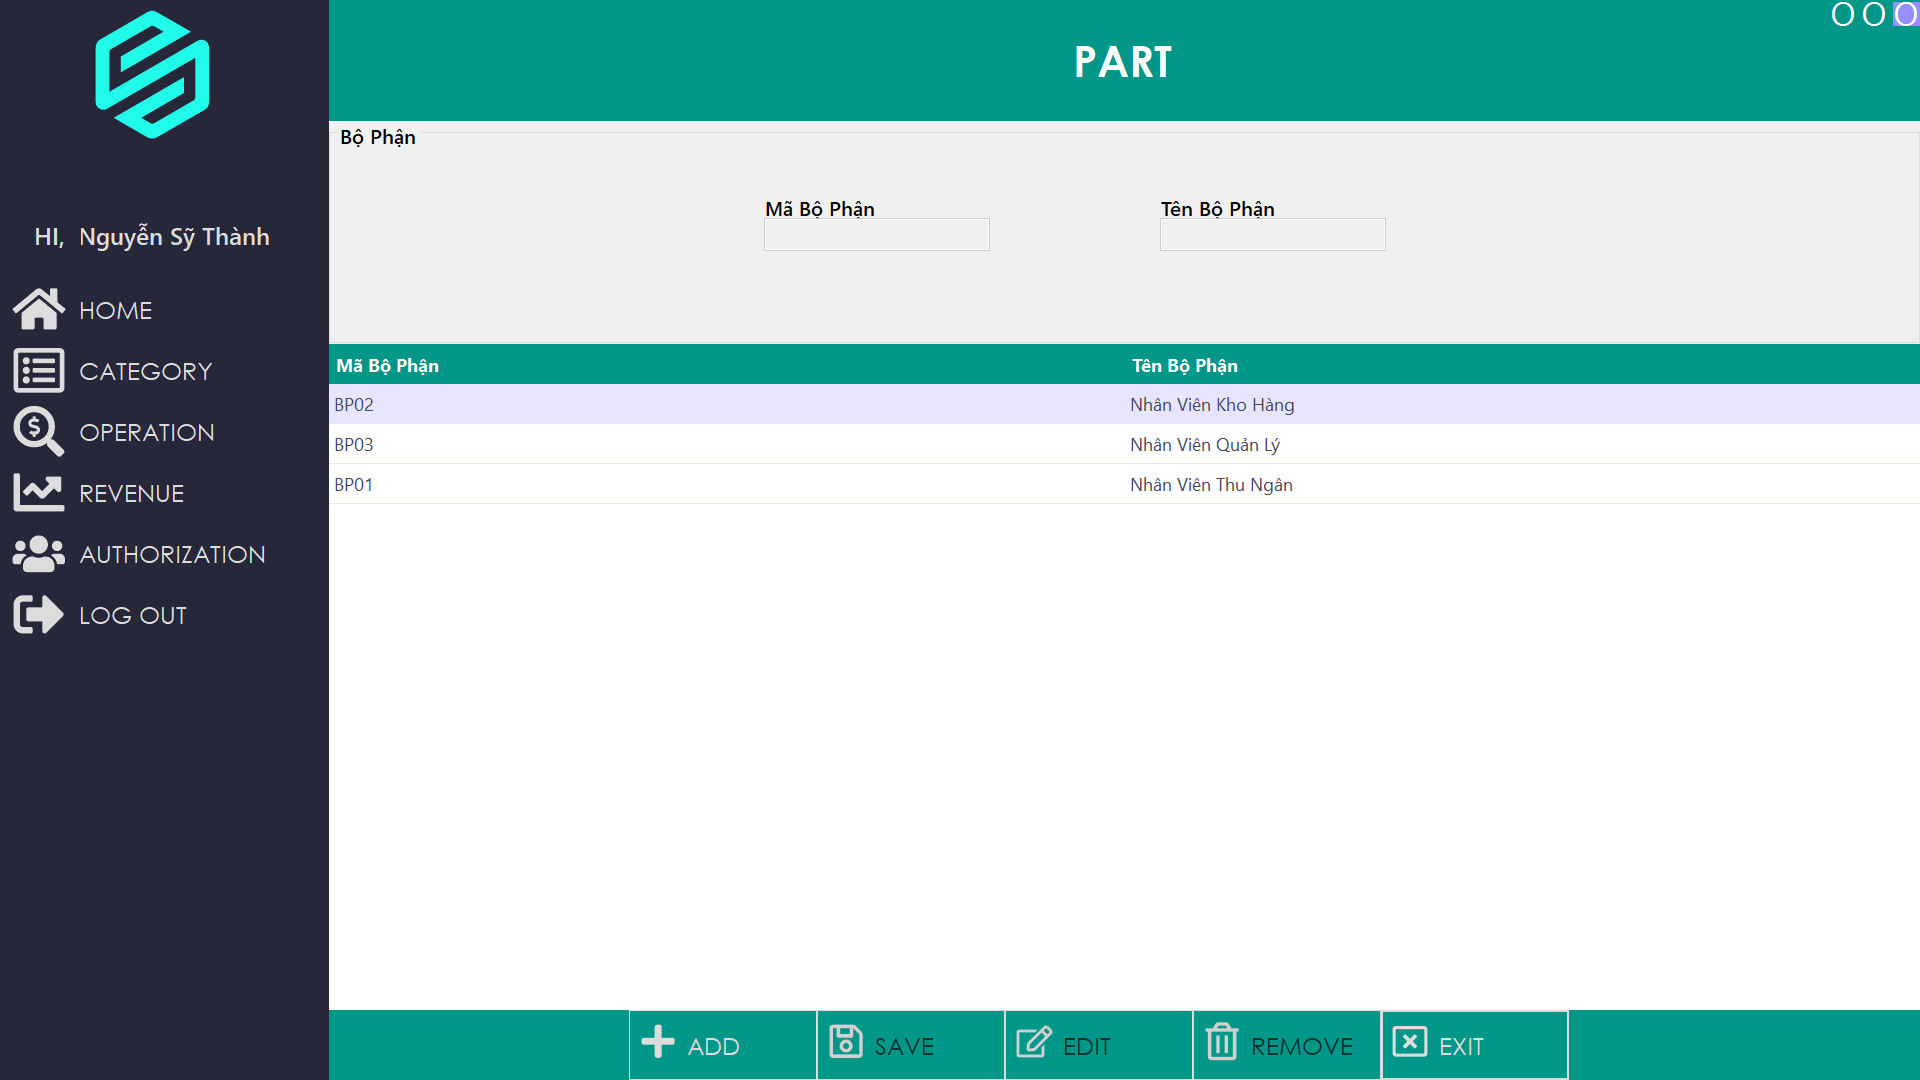 O O O
PART
HI, Nguyễn Sỹ Thành
HOME
CATEGORY
OPERATION
REVENUE
AUTHORIZATION
LOG OUT
Bộ Phận
Mã Bộ Phận
Tên Bộ Phận
Mã Bộ Phận Tên Bộ Phận
BP02 Nhân Viên Kho Hàng
BP03 Nhân Viên Quản Lý
BP01 Nhân Viên Thu Ngân
ADD
SAVE
EDIT
REMOVE
EXIT